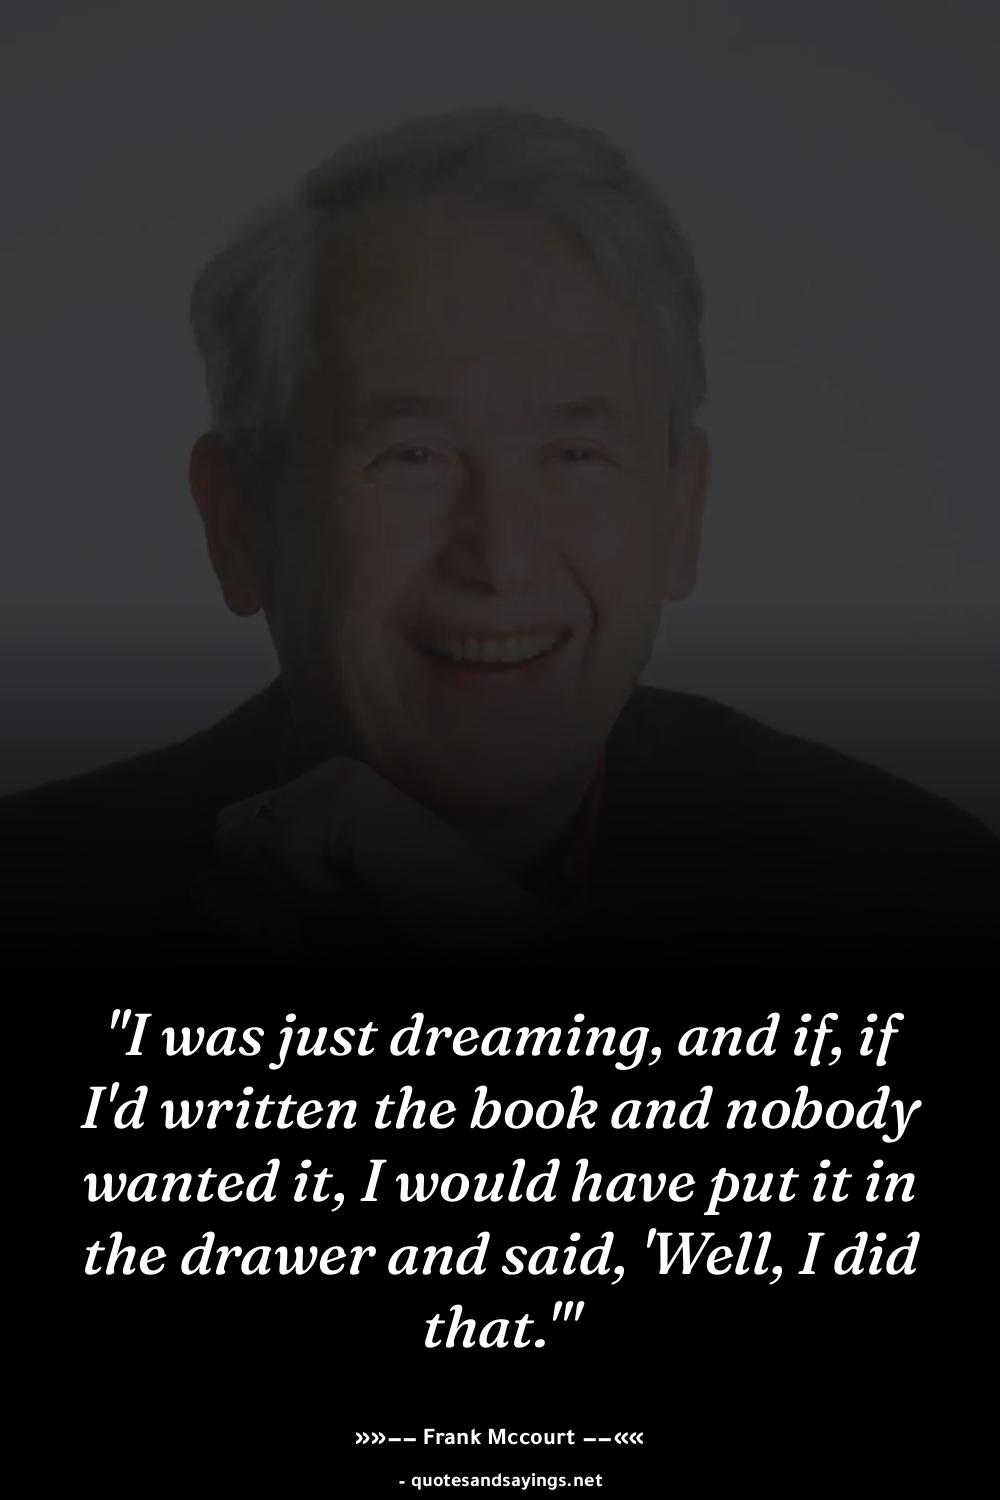 "I was just dreaming, and if, if
I'd written the book and nobody
wanted it, I would have put it in
the drawer and said, 'Well, I did
that.'"
»»−− Frank Mccourt −−««
- quotesandsayings.net